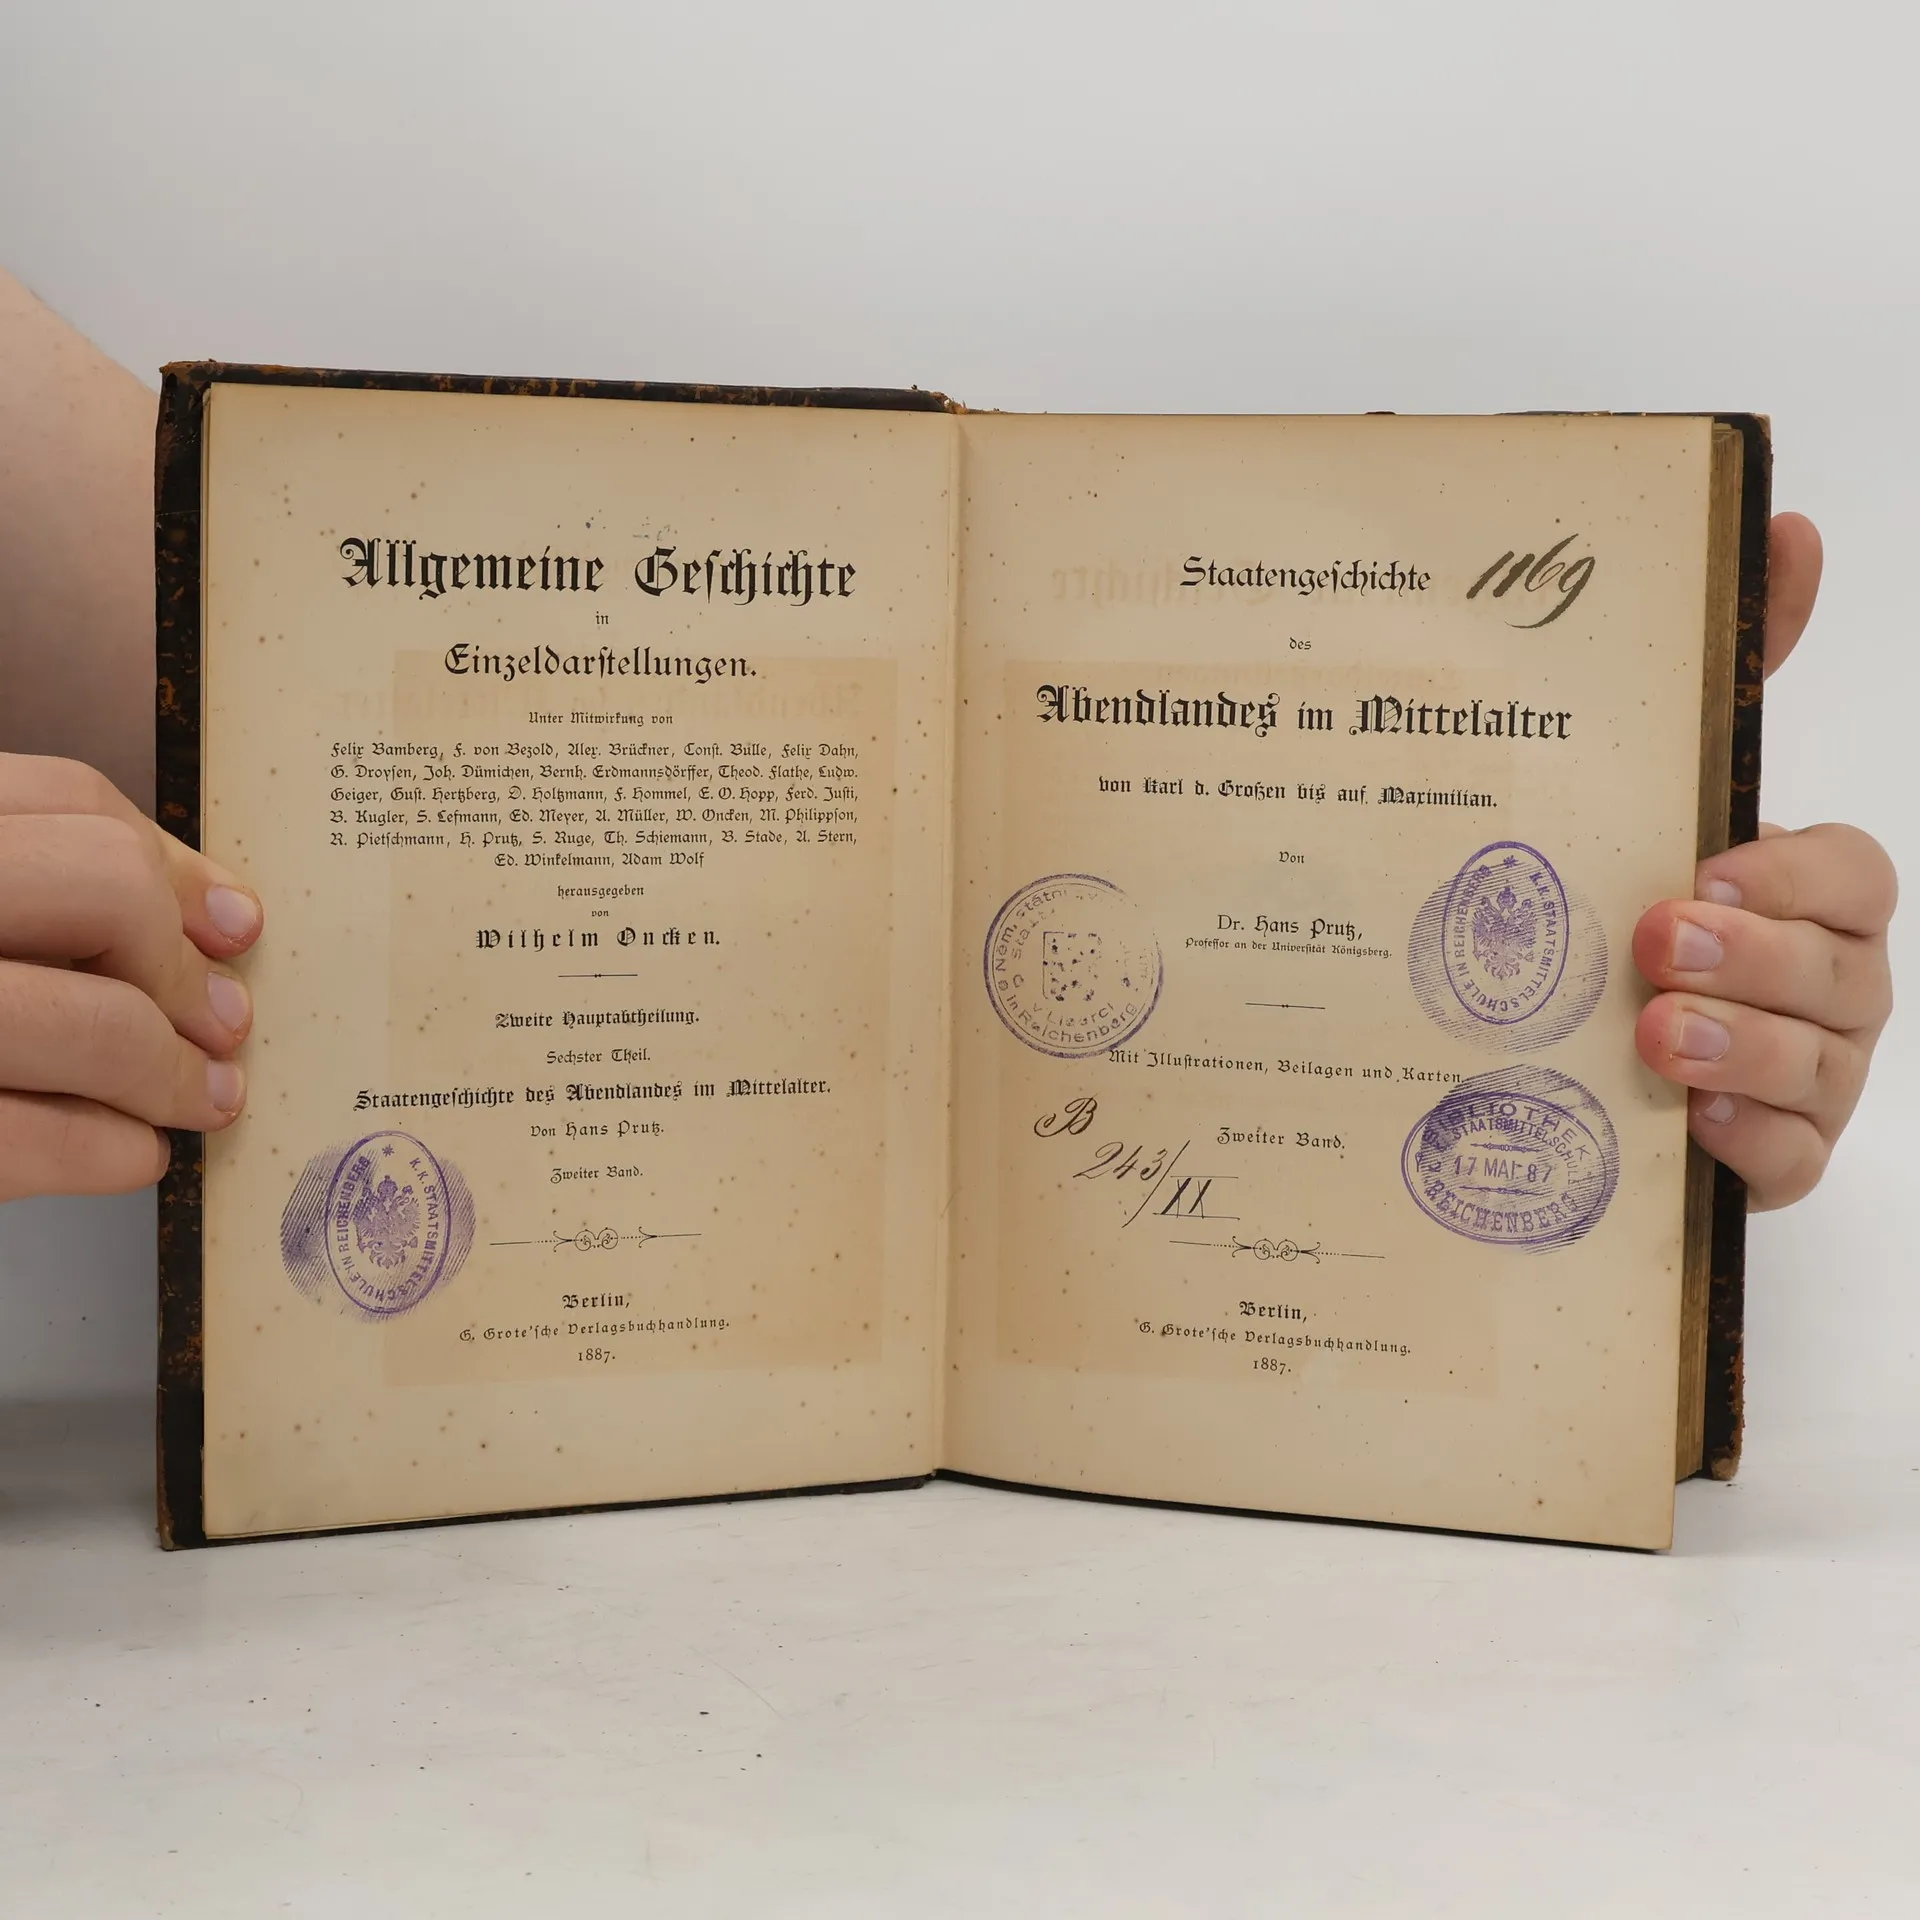 Allgemeine Geschichte
in
Einzeldarstellungen.
Unter Mitwirkung von
Felix Bamberg, F. von Bezold, Alex. Brückner, Const. Bulle, Felix Dahn,
G. Droysen, Joh. Dümichen, Bernh. Erdmannsdörffer, Theod. Flathe, Ludw.
Geiger, Gust. Hertzberg, O. Holtzmann, F. Hommel, E. O. Hopp, Ferd. Justi,
B. Kugler, S. Lefmann, Ed. Meyer, A. Müller, W. Oncken, M. Philippson,
R. Pietschmann, H. Prutz, S. Ruge, Th. Schiemann, B. Stade, A. Stern,
Ed. Winkelmann, Adam Wolf
herausgegeben
von
Wilhelm Oncken.
Zweite Hauptabtheilung.
Sechster Theil.
Staatengeschichte des Abendlandes im Mittelalter.
Von Hans Prutz.
Zweiter Band.
K.K. STAATSMITTELSCHULE IN REICHENBERG
Berlin,
G. Grote'sche Verlagsbuchhandlung.
1887.
Staatengeschichte
1169
des
Abendlandes im Mittelalter
von Karl d. Großen bis auf Maximilian.
Von
Dr. Hans Prutz,
Professor an der Universität Königsberg.
K.K. STAATSMITTELSCHULE IN REICHENBERG
Něm. státní
v Liberci
in Reichenberg
Mit Illustrationen, Beilagen und Karten.
B
243/XX
Zweiter Band.
BIBLIOTHEK
STAATSMITTELSCHULE
17 MAI 87
REICHENBERG
Berlin,
G. Grote'sche Verlagsbuchhandlung.
1887.